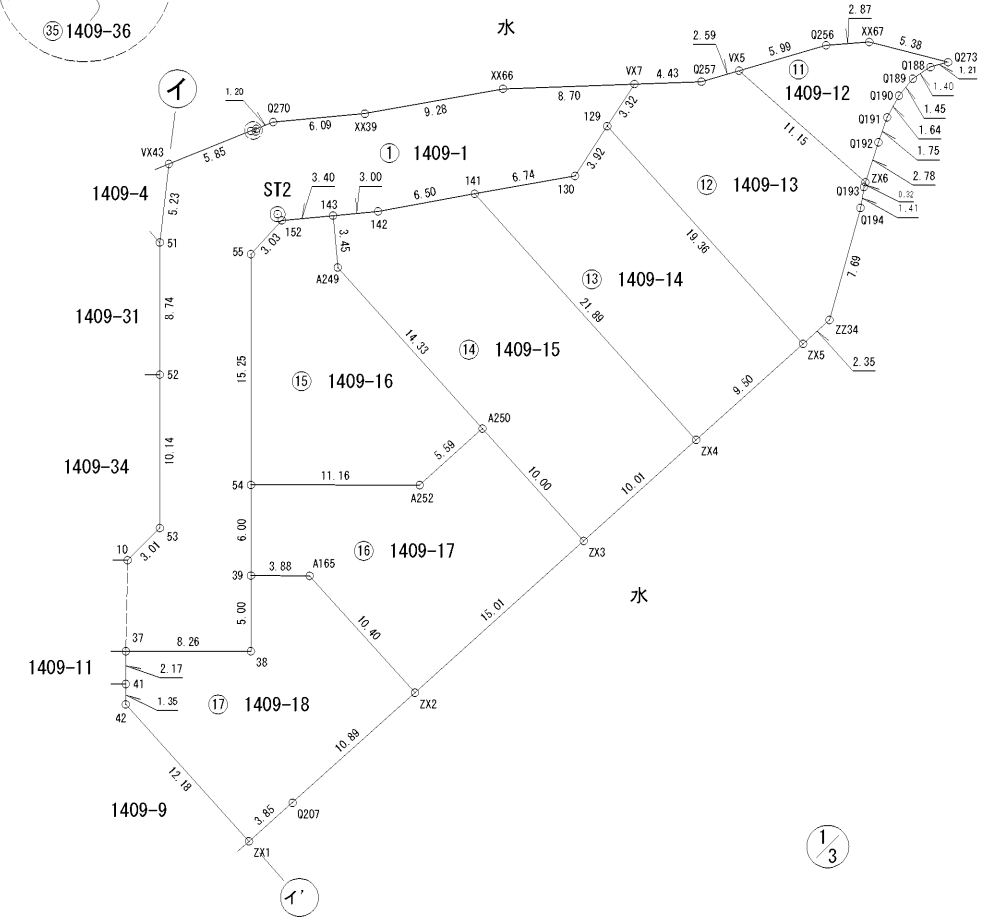 ㉟ 1409-36
水
2.87
Q256
XX67
2.59
5.99
5.38
Q273
VX5
⑪
Q188
1.21
VX7
4.43
Q257
Q189
1.40
イ
XX66
8.70
1409-12
Q190
1.45
1.20
9.28
3.32
Q191
1.64
Q270
6.09
XX39
129
11.15
Q192
1.75
VX43
5.85
① 1409-1
3.92
2.78
1409-4
ST2
3.40
3.00
6.50
141
6.74
130
⑫ 1409-13
ZX6
Q193
0.32
5.23
143
142
1.41
Q194
152
51
3.03
3.45
19.36
55
A249
7.69
⑬ 1409-14
8.74
21.89
1409-31
14.33
ZZ34
⑭ 1409-15
ZX5
2.35
52
15.25
⑮ 1409-16
9.50
A250
10.14
ZX4
1409-34
5.59
54
11.16
A252
10.00
10.01
53
6.00
10
3.01
⑯ 1409-17
ZX3
39
3.88
A165
水
5.00
10.40
15.01
37
8.26
38
1409-11
2.17
41
1.35
⑰ 1409-18
ZX2
42
10.89
12.18
1409-9
3.85
Q207
ZX1
1/3
イ'